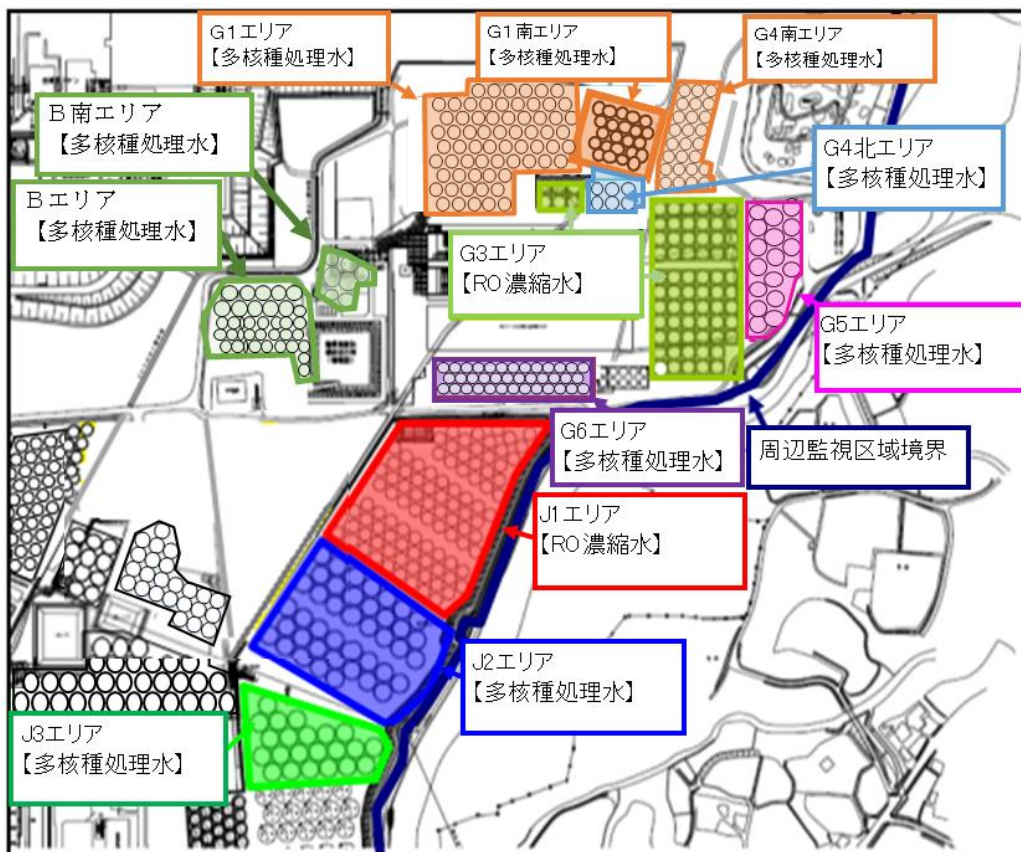 G1エリア
【多核種処理水】
G1南エリア
【多核種処理水】
G4南エリア
【多核種処理水】
B南エリア
【多核種処理水】
G4北エリア
【多核種処理水】
Bエリア
【多核種処理水】
G3エリア
【RO濃縮水】
G5エリア
【多核種処理水】
G6エリア
【多核種処理水】
周辺監視区域境界
J1エリア
【RO濃縮水】
J2エリア
【多核種処理水】
J3エリア
【多核種処理水】